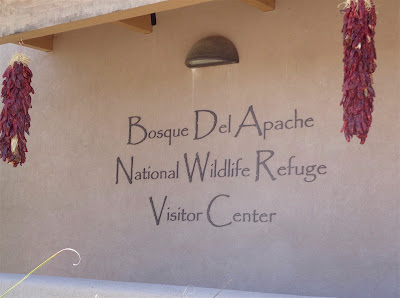 Bosque Del Apache
National Wildlife Refuge
Visitor Center